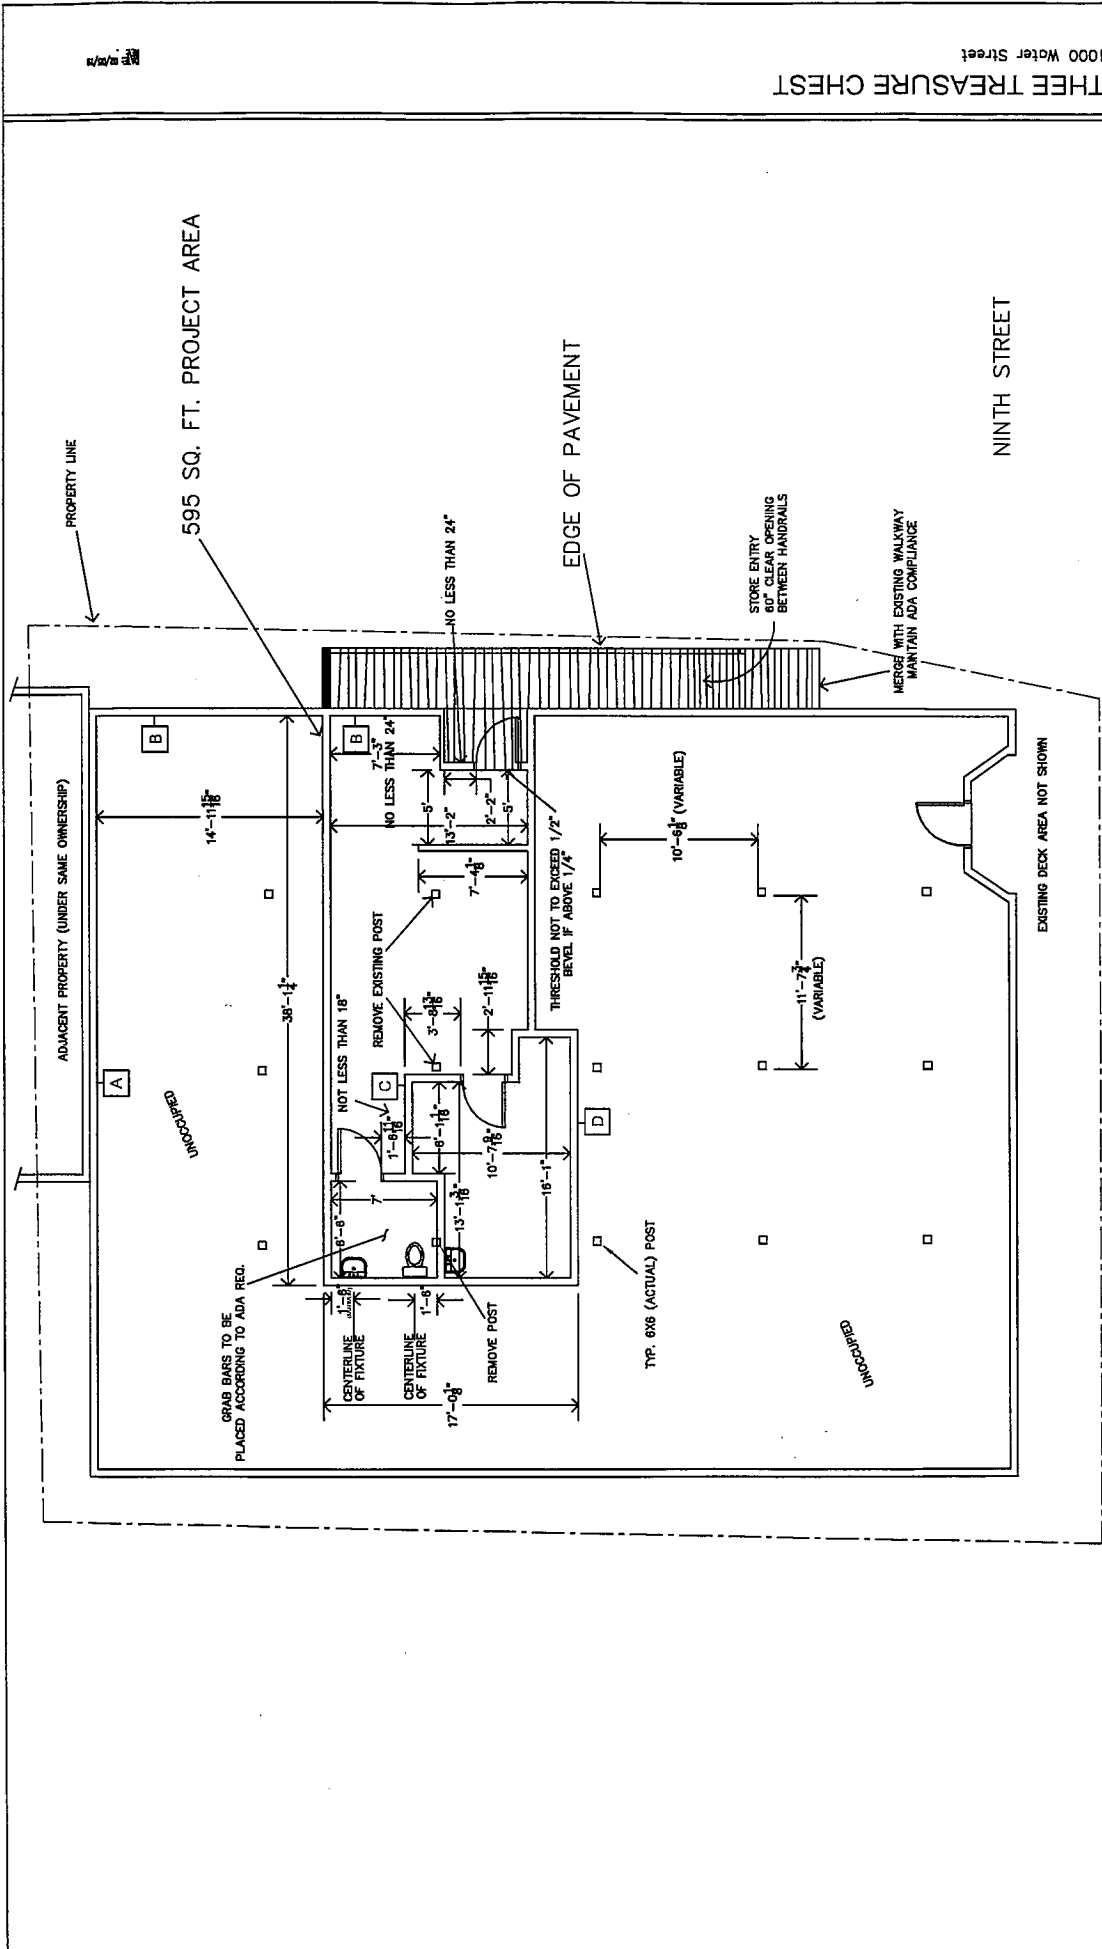 THEE TREASURE CHEST
1000 Water Street
ADJACENT PROPERTY (UNDER SAME OWNERSHIP)
PROPERTY LINE
595 SQ. FT. PROJECT AREA
A
B
UNOCCUPIED
14'-11 15/16"
38'-1 1/4"
B
7'-3"
NO LESS THAN 24"
NO LESS THAN 24"
EDGE OF PAVEMENT
5'
13'-2"
2'-2"
5'
7'-4 1/8"
GRAB BARS TO BE
PLACED ACCORDING TO ADA REQ.
NOT LESS THAN 18"
REMOVE EXISTING POST
C
1'-6 11/16"
3'-8 13/16"
2'-11 15/16"
6'-8"
7'
6'-1 1/16"
10'-7 9/16"
13'-1 3/16"
16'-1"
1'-6"
CENTERLINE
OF FIXTURE
1'-6"
CENTERLINE
OF FIXTURE
REMOVE POST
17'-0 1/8"
THRESHOLD NOT TO EXCEED 1/2"
BEVEL IF ABOVE 1/4"
D
STORE ENTRY
60" CLEAR OPENING
BETWEEN HANDRAILS
MERGE WITH EXISTING WALKWAY
MAINTAIN ADA COMPLIANCE
NINTH STREET
10'-6 1/8" (VARIABLE)
11'-7 3/4"
(VARIABLE)
TYP. 6X6 (ACTUAL) POST
UNOCCUPIED
EXISTING DECK AREA NOT SHOWN